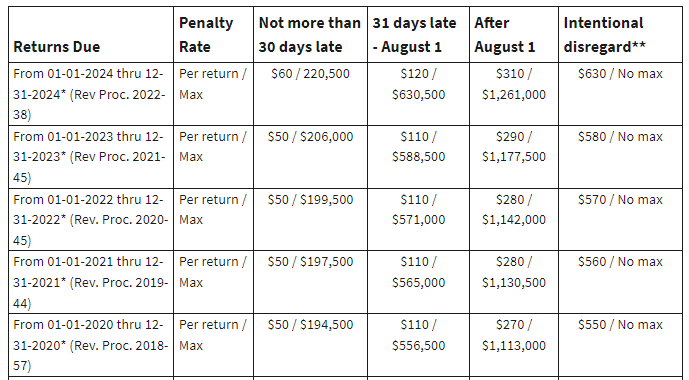 Returns Due | Penalty Rate | Not more than 30 days late | 31 days late - August 1 | After August 1 | Intentional disregard**
From 01-01-2024 thru 12-31-2024* (Rev Proc. 2022-38) | Per return / Max | $60 / 220,500 | $120 / $630,500 | $310 / $1,261,000 | $630 / No max
From 01-01-2023 thru 12-31-2023* (Rev Proc. 2021-45) | Per return / Max | $50 / $206,000 | $110 / $588,500 | $290 / $1,177,500 | $580 / No max
From 01-01-2022 thru 12-31-2022* (Rev. Proc. 2020-45) | Per return / Max | $50 / $199,500 | $110 / $571,000 | $280 / $1,142,000 | $570 / No max
From 01-01-2021 thru 12-31-2021* (Rev. Proc. 2019-44) | Per return / Max | $50 / $197,500 | $110 / $565,000 | $280 / $1,130,500 | $560 / No max
From 01-01-2020 thru 12-31-2020* (Rev. Proc. 2018-57) | Per return / Max | $50 / $194,500 | $110 / $556,500 | $270 / $1,113,000 | $550 / No max